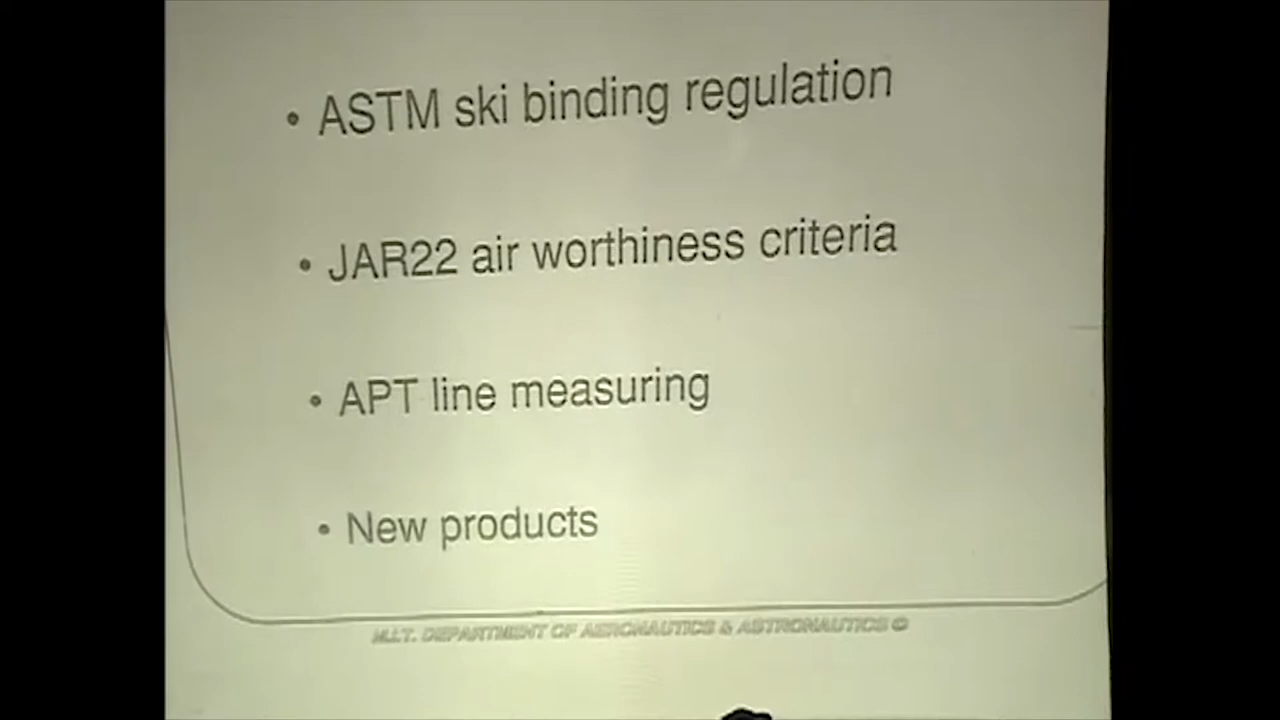 • ASTM ski binding regulation
• JAR22 air worthiness criteria
• APT line measuring
• New products
M.I.T. DEPARTMENT OF AERONAUTICS & ASTRONAUTICS ©